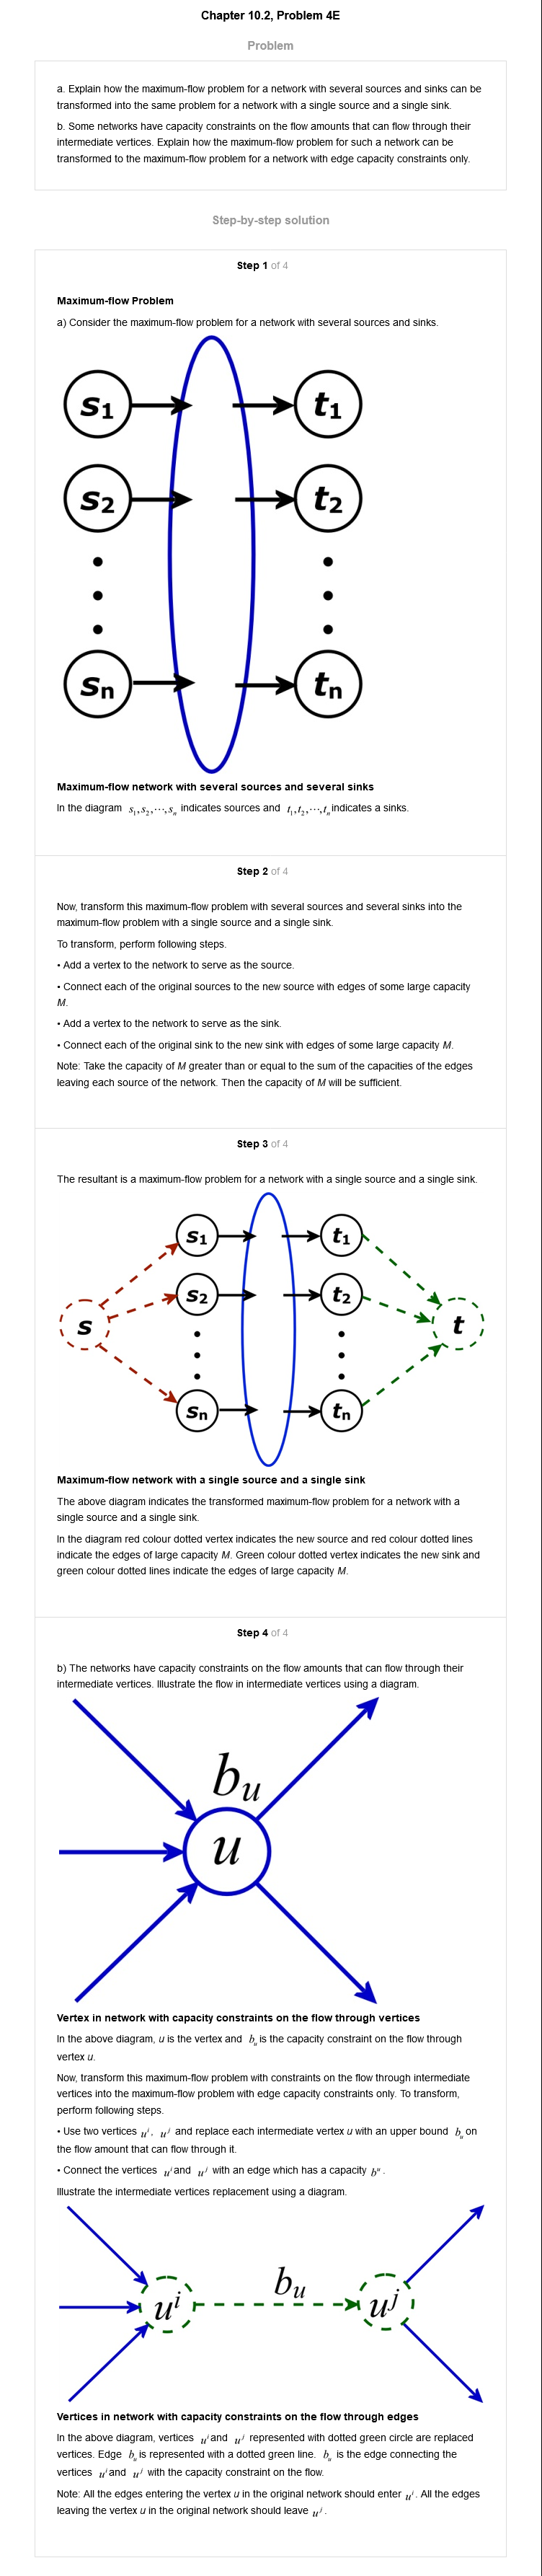 Chapter 10.2, Problem 4E
Problem
a. Explain how the maximum-flow problem for a network with several sources and sinks can be
transformed into the same problem for a network with a single source and a single sink.
b. Some networks have capacity constraints on the flow amounts that can flow through their
intermediate vertices. Explain how the maximum-flow problem for such a network can be
transformed to the maximum-flow problem for a network with edge capacity constraints only.
Step-by-step solution
Step 1 of 4
Maximum-flow Problem
a) Consider the maximum-flow problem for a network with several sources and sinks.
s1 t1
s2 t2
sn tn
Maximum-flow network with several sources and several sinks
In the diagram s₁,s₂,⋯,sₙ indicates sources and t₁,t₂,⋯,tₙ indicates a sinks.
Step 2 of 4
Now, transform this maximum-flow problem with several sources and several sinks into the
maximum-flow problem with a single source and a single sink.
To transform, perform following steps.
• Add a vertex to the network to serve as the source.
• Connect each of the original sources to the new source with edges of some large capacity
M.
• Add a vertex to the network to serve as the sink.
• Connect each of the original sink to the new sink with edges of some large capacity M.
Note: Take the capacity of M greater than or equal to the sum of the capacities of the edges
leaving each source of the network. Then the capacity of M will be sufficient.
Step 3 of 4
The resultant is a maximum-flow problem for a network with a single source and a single sink.
s1 t1
s2 t2
s t
sn tn
Maximum-flow network with a single source and a single sink
The above diagram indicates the transformed maximum-flow problem for a network with a
single source and a single sink.
In the diagram red colour dotted vertex indicates the new source and red colour dotted lines
indicate the edges of large capacity M. Green colour dotted vertex indicates the new sink and
green colour dotted lines indicate the edges of large capacity M.
Step 4 of 4
b) The networks have capacity constraints on the flow amounts that can flow through their
intermediate vertices. Illustrate the flow in intermediate vertices using a diagram.
b_u
u
Vertex in network with capacity constraints on the flow through vertices
In the above diagram, u is the vertex and b_u is the capacity constraint on the flow through
vertex u.
Now, transform this maximum-flow problem with constraints on the flow through intermediate
vertices into the maximum-flow problem with edge capacity constraints only. To transform,
perform following steps.
• Use two vertices u^i, u^j and replace each intermediate vertex u with an upper bound b_u on
the flow amount that can flow through it.
• Connect the vertices u^i and u^j with an edge which has a capacity b^u.
Illustrate the intermediate vertices replacement using a diagram.
u^i b_u u^j
Vertices in network with capacity constraints on the flow through edges
In the above diagram, vertices u^i and u^j represented with dotted green circle are replaced
vertices. Edge b_u is represented with a dotted green line. b_u is the edge connecting the
vertices u^i and u^j with the capacity constraint on the flow.
Note: All the edges entering the vertex u in the original network should enter u^i. All the edges
leaving the vertex u in the original network should leave u^j.